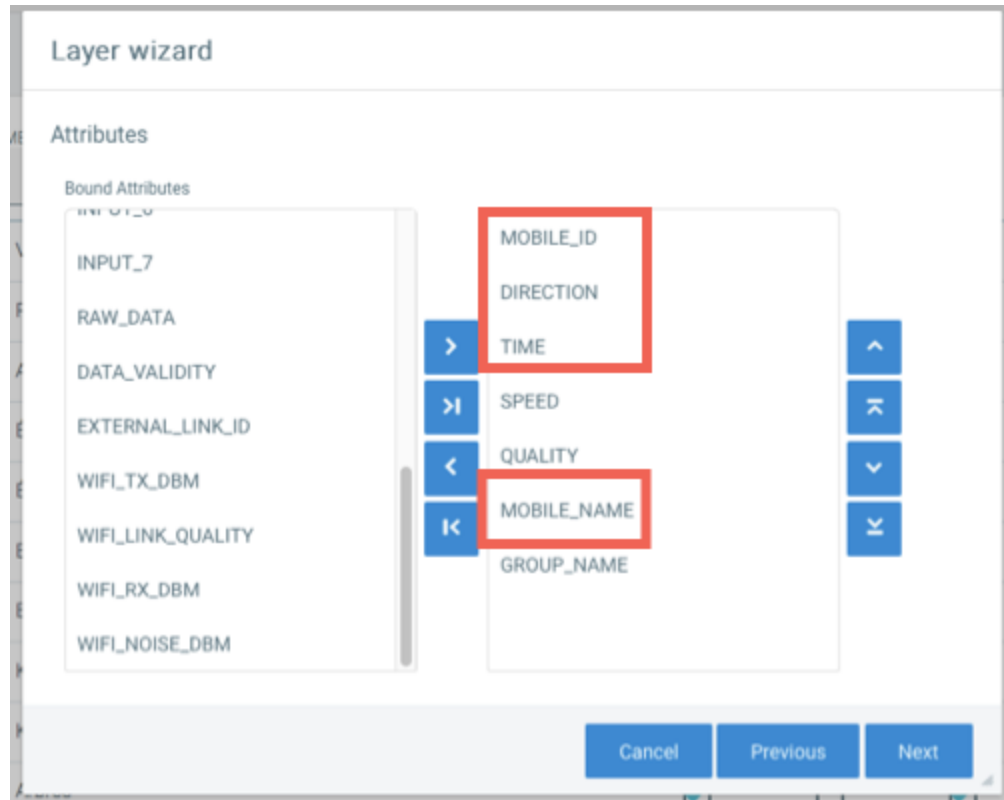 Layer wizard
Attributes
Bound Attributes
INPUT_7
RAW_DATA
DATA_VALIDITY
EXTERNAL_LINK_ID
WIFI_TX_DBM
WIFI_LINK_QUALITY
WIFI_RX_DBM
WIFI_NOISE_DBM
MOBILE_ID
DIRECTION
TIME
SPEED
QUALITY
MOBILE_NAME
GROUP_NAME
Cancel
Previous
Next